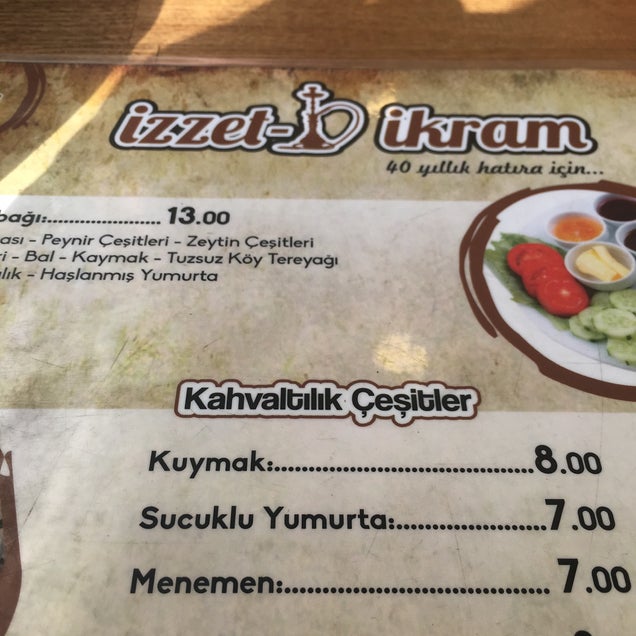 izzet-i ikram
40 yıllık hatıra için...
bağı:..................... 13.00
ası - Peynir Çeşitleri - Zeytin Çeşitleri
ri - Bal - Kaymak - Tuzsuz Köy Tereyağı
lık - Haşlanmış Yumurta
Kahvaltılık Çeşitler
Kuymak:......................................8.00
Sucuklu Yumurta:......................7.00
Menemen:.......................................7.00